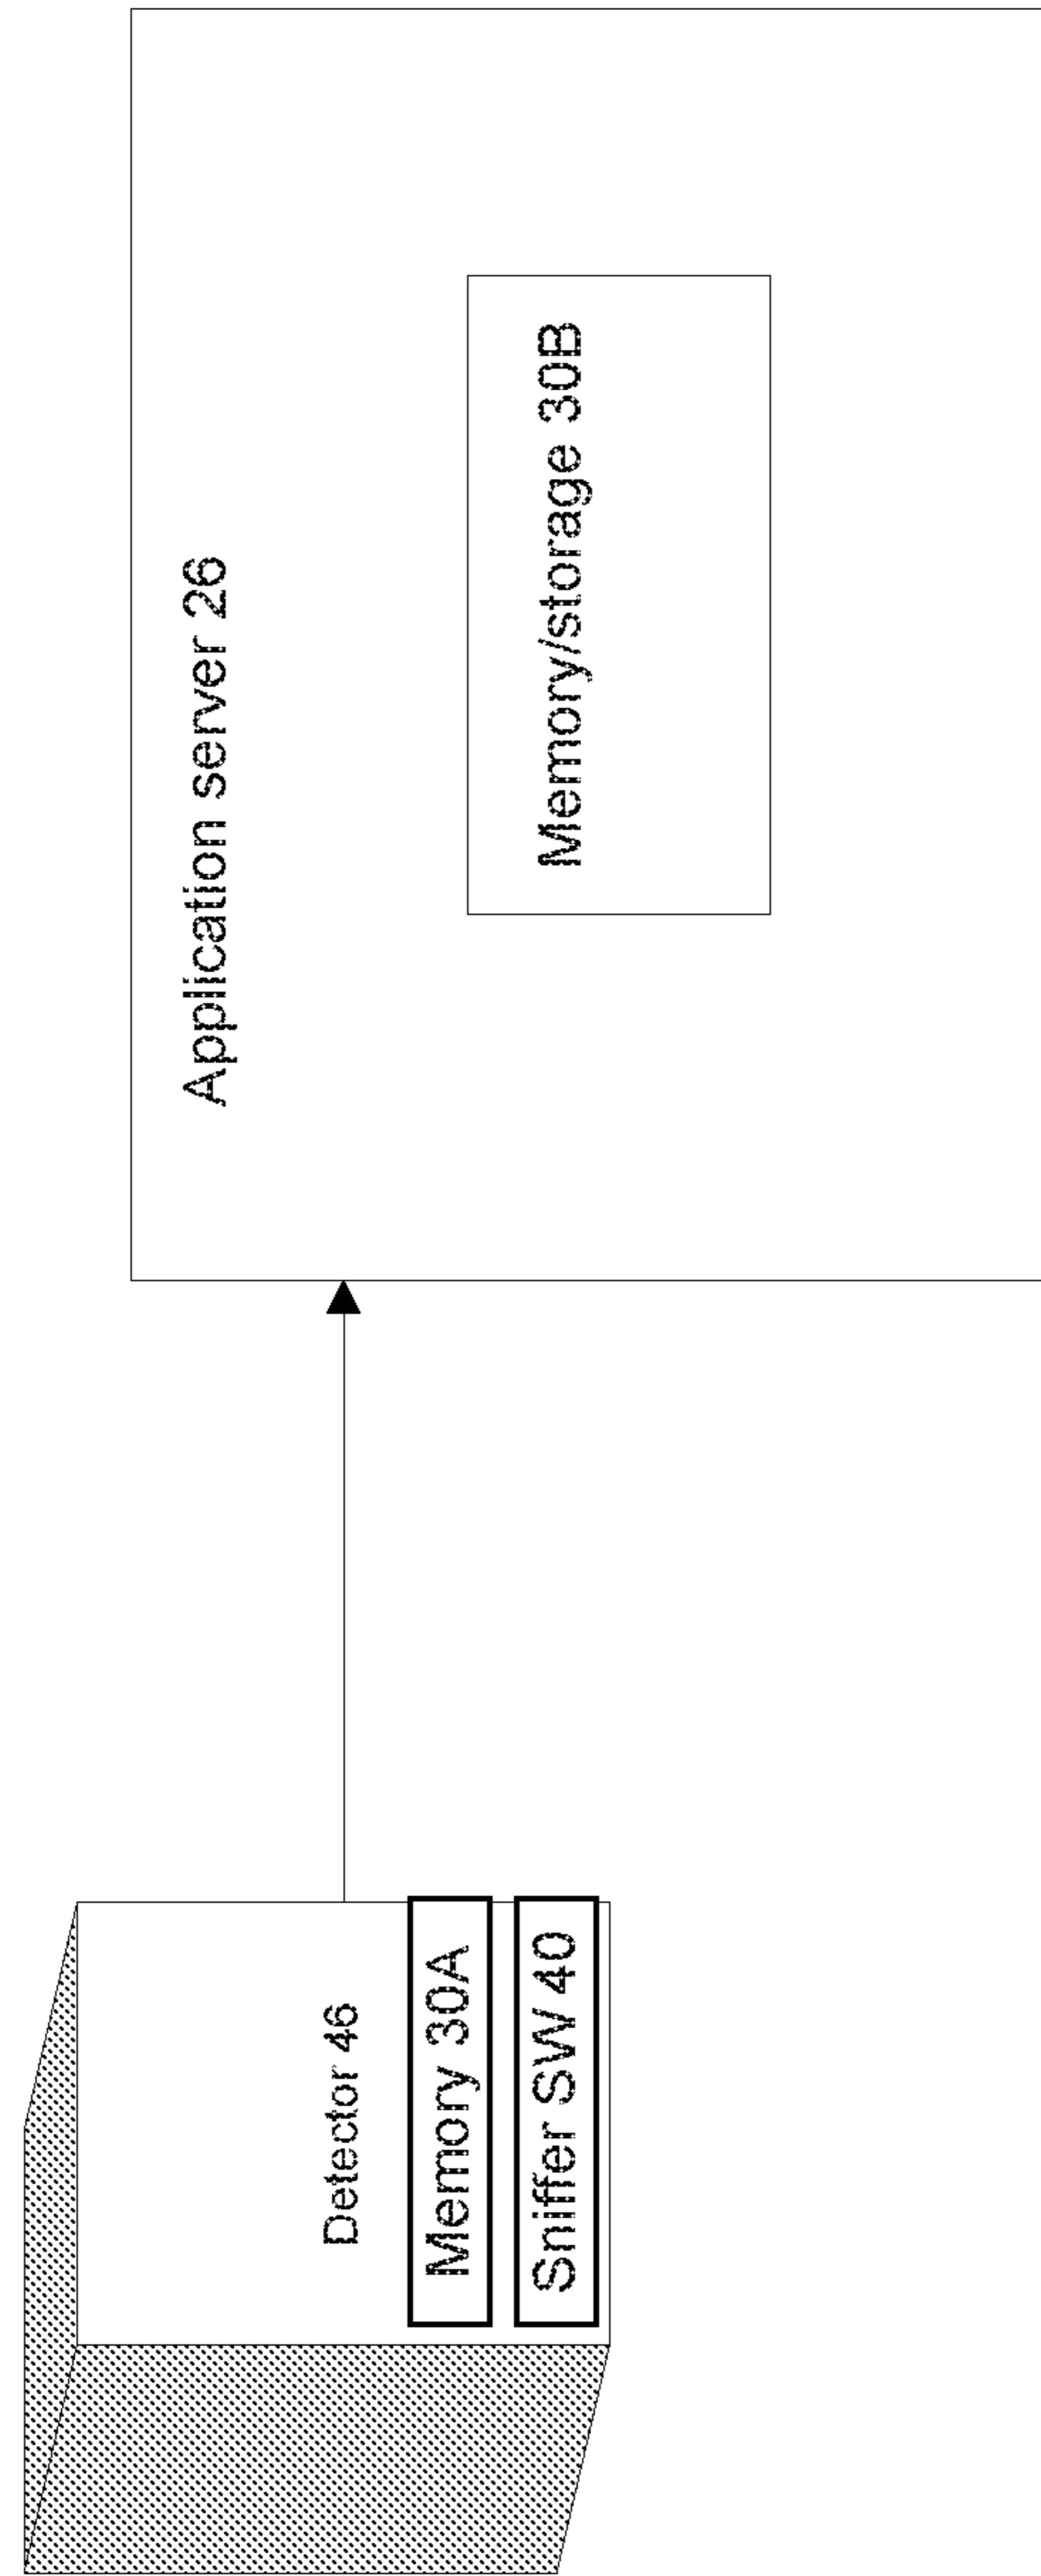 Detector 46
Memory 30A
Sniffer SW 40
Application server 26
Memory/storage 30B